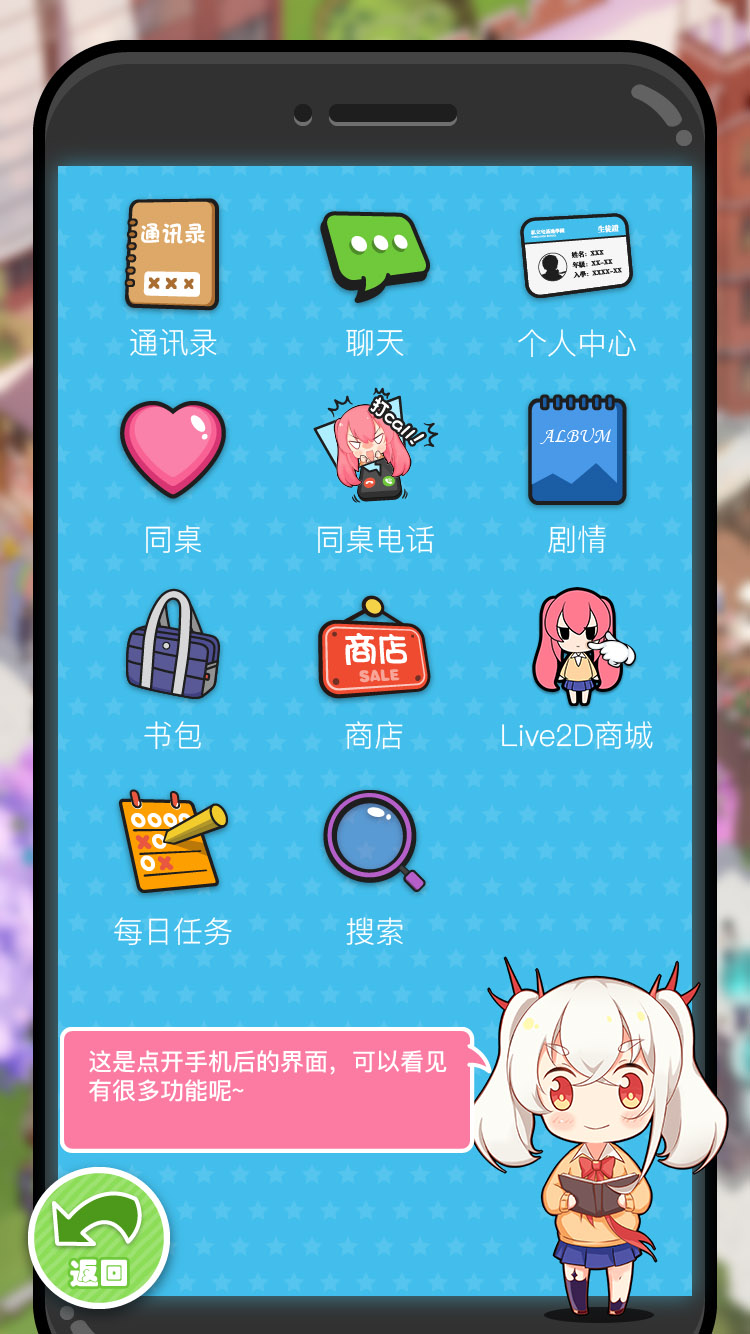 通讯录
×××
生徒証
姓名: XXX
年级: XX-XX
入学: XXXX-XX
通讯录
聊天
个人中心
打call!!
ALBUM
同桌
同桌电话
剧情
商店
SALE
书包
商店
Live2D商城
每日任务
搜索
这是点开手机后的界面，可以看见
有很多功能呢~
返回